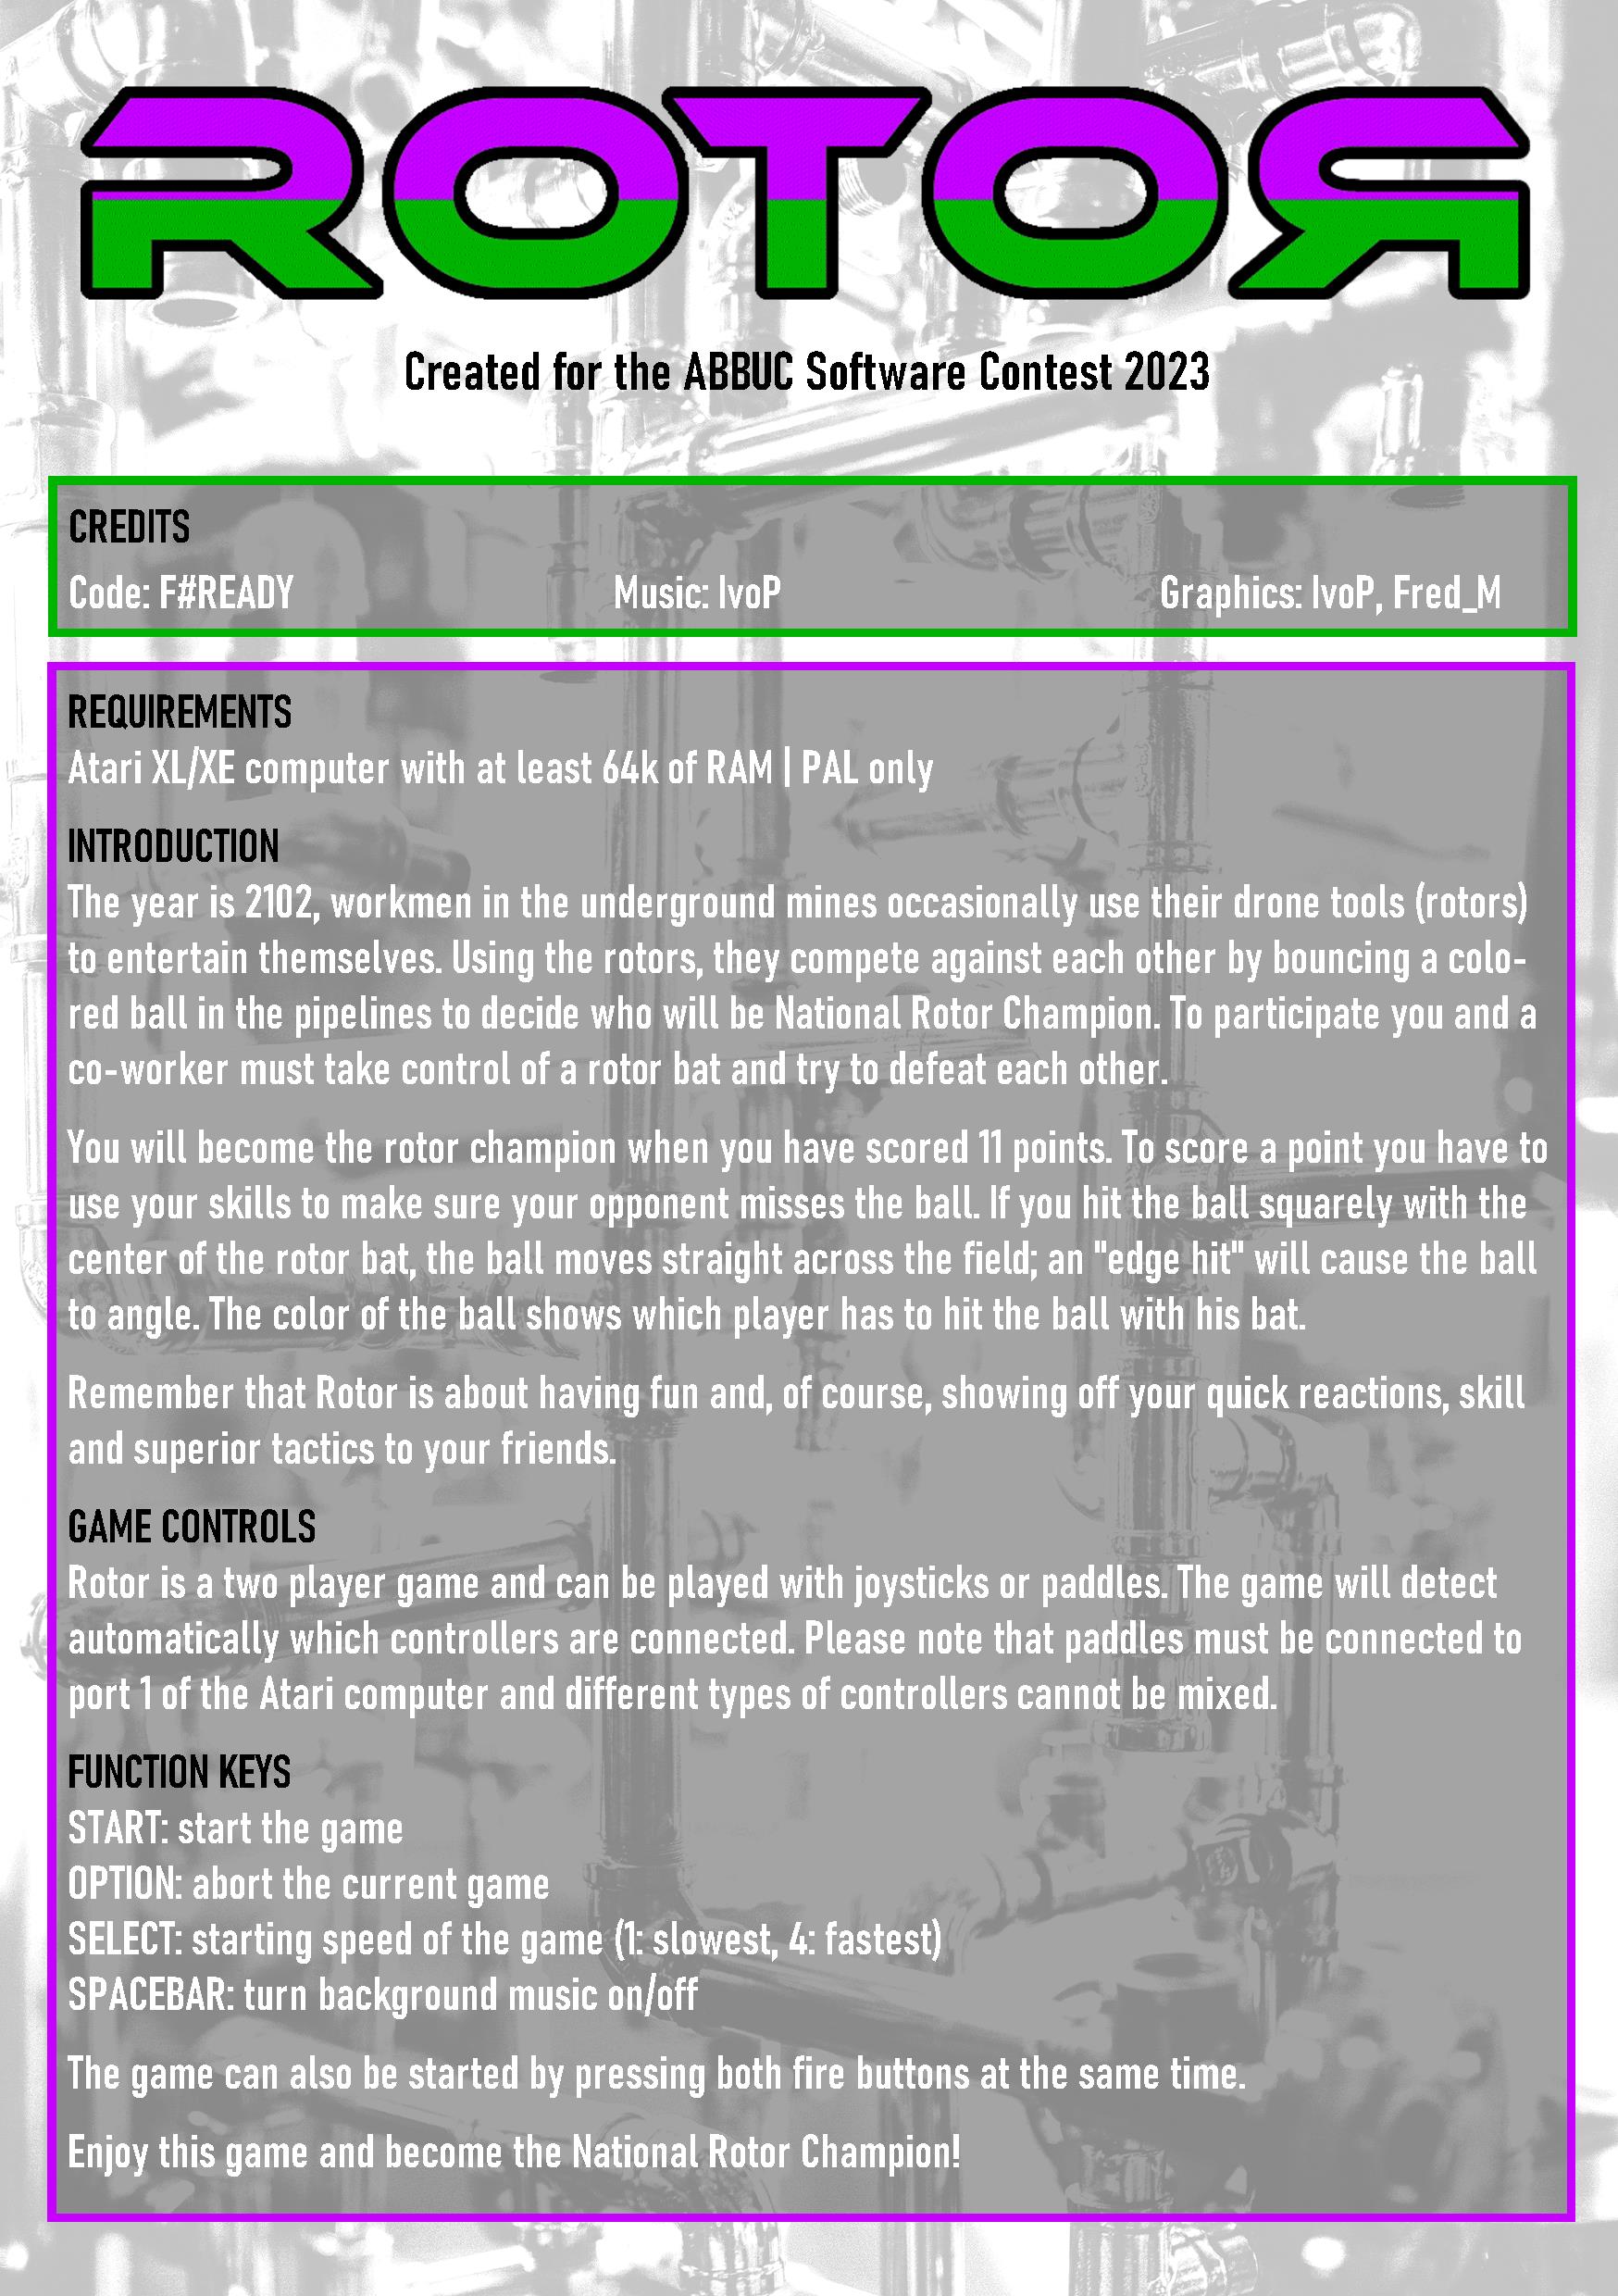 ROTOR
Created for the ABBUC Software Contest 2023
CREDITS
Code: F#READY Music: IvoP Graphics: IvoP, Fred_M
REQUIREMENTS
Atari XL/XE computer with at least 64k of RAM | PAL only
INTRODUCTION
The year is 2102, workmen in the underground mines occasionally use their drone tools (rotors)
to entertain themselves. Using the rotors, they compete against each other by bouncing a colo-
red ball in the pipelines to decide who will be National Rotor Champion. To participate you and a
co-worker must take control of a rotor bat and try to defeat each other.
You will become the rotor champion when you have scored 11 points. To score a point you have to
use your skills to make sure your opponent misses the ball. If you hit the ball squarely with the
center of the rotor bat, the ball moves straight across the field; an "edge hit" will cause the ball
to angle. The color of the ball shows which player has to hit the ball with his bat.
Remember that Rotor is about having fun and, of course, showing off your quick reactions, skill
and superior tactics to your friends.
GAME CONTROLS
Rotor is a two player game and can be played with joysticks or paddles. The game will detect
automatically which controllers are connected. Please note that paddles must be connected to
port 1 of the Atari computer and different types of controllers cannot be mixed.
FUNCTION KEYS
START: start the game
OPTION: abort the current game
SELECT: starting speed of the game (1: slowest, 4: fastest)
SPACEBAR: turn background music on/off
The game can also be started by pressing both fire buttons at the same time.
Enjoy this game and become the National Rotor Champion!